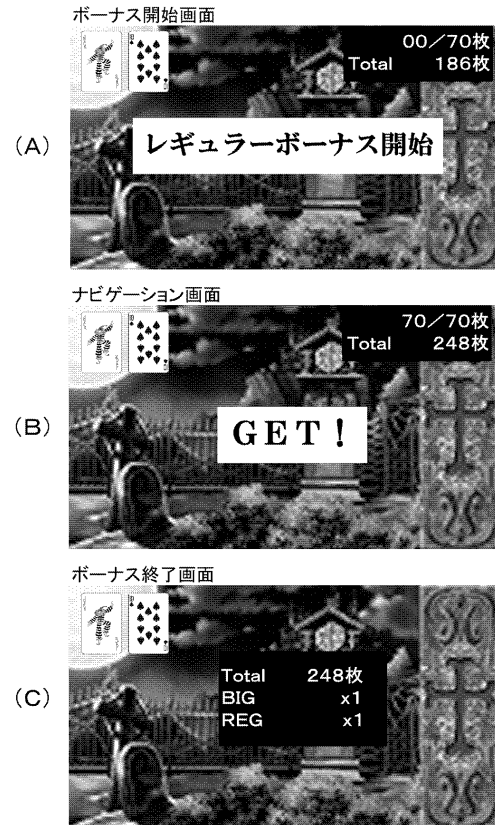 ボーナス開始画面
(A)
00／70枚
Total 186枚
レギュラーボーナス開始
ナビゲーション画面
(B)
70／70枚
Total 248枚
GET！
ボーナス終了画面
(C)
Total 248枚
BIG x1
REG x1